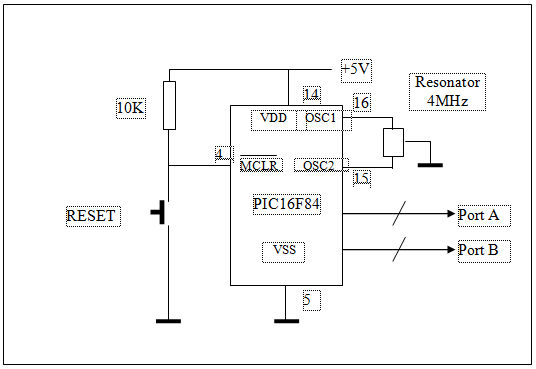 +5V
14
16
Resonator
4MHz
10K
VDD
OSC1
4
MCLR
OSC2
15
PIC16F84
RESET
Port A
VSS
Port B
5